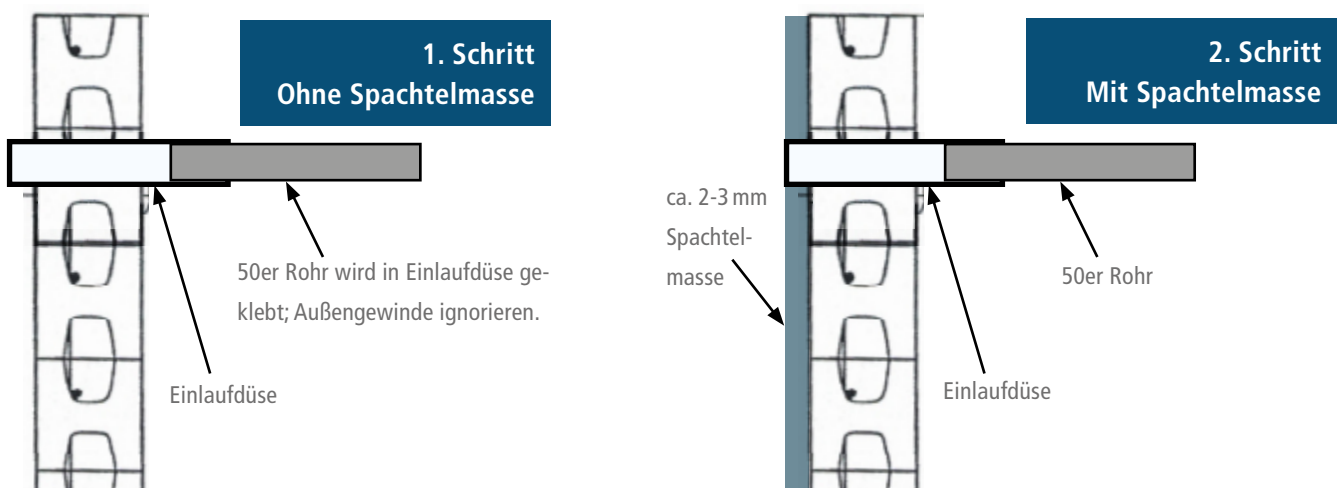 1. Schritt
Ohne Spachtelmasse
50er Rohr wird in Einlaufdüse ge-
klebt; Außengewinde ignorieren.
Einlaufdüse
2. Schritt
Mit Spachtelmasse
ca. 2-3 mm
Spachtel-
masse
50er Rohr
Einlaufdüse